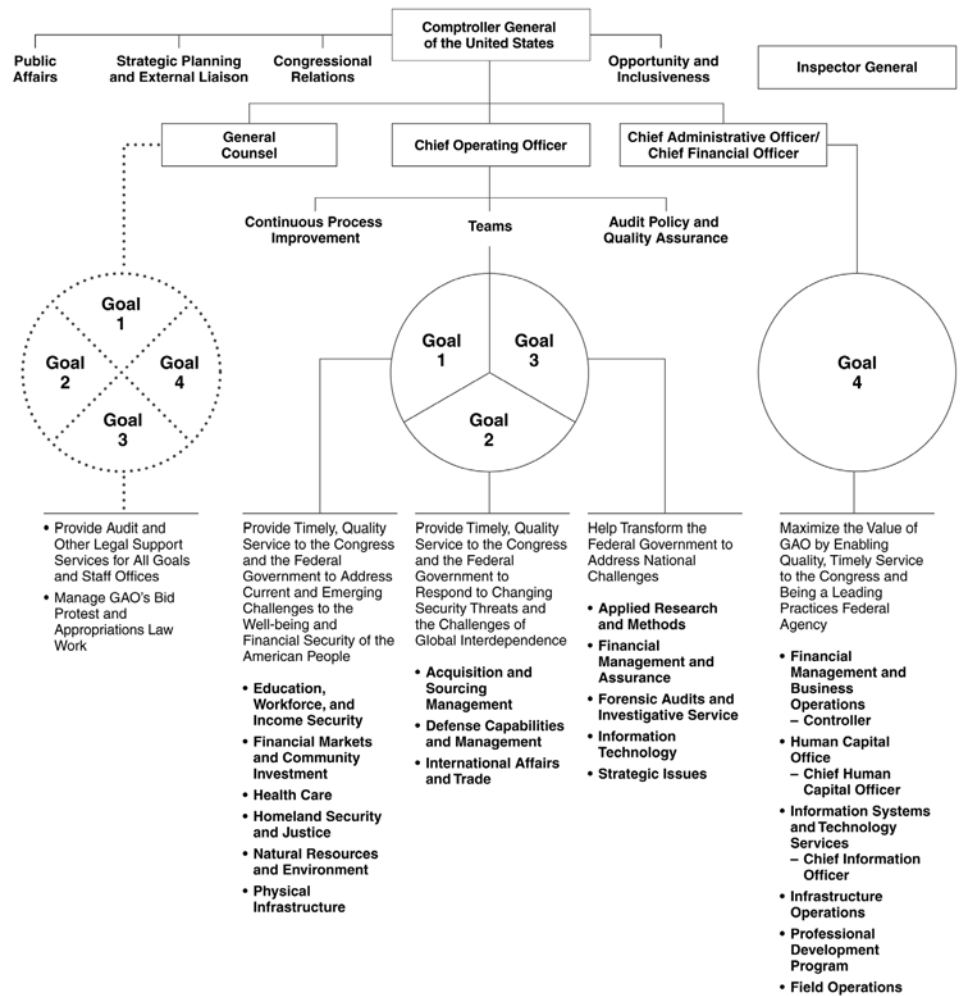 Comptroller General
of the United States
Public
Affairs
Strategic Planning
and External Liaison
Congressional
Relations
Opportunity and
Inclusiveness
Inspector General
General
Counsel
Chief Operating Officer
Chief Administrative Officer/
Chief Financial Officer
Continuous Process
Improvement
Teams
Audit Policy and
Quality Assurance
Goal
1
Goal
2
Goal
4
Goal
3
Goal
1
Goal
3
Goal
2
Goal
4
• Provide Audit and
Other Legal Support
Services for All Goals
and Staff Offices
• Manage GAO's Bid
Protest and
Appropriations Law
Work
Provide Timely, Quality
Service to the Congress
and the Federal
Government to Address
Current and Emerging
Challenges to the
Well-being and
Financial Security of the
American People
• Education,
Workforce, and
Income Security
• Financial Markets
and Community
Investment
• Health Care
• Homeland Security
and Justice
• Natural Resources
and Environment
• Physical
Infrastructure
Provide Timely, Quality
Service to the Congress
and the Federal
Government to
Respond to Changing
Security Threats and
the Challenges of
Global Interdependence
• Acquisition and
Sourcing
Management
• Defense Capabilities
and Management
• International Affairs
and Trade
Help Transform the
Federal Government to
Address National
Challenges
• Applied Research
and Methods
• Financial
Management and
Assurance
• Forensic Audits and
Investigative Service
• Information
Technology
• Strategic Issues
Maximize the Value of
GAO by Enabling
Quality, Timely Service
to the Congress and
Being a Leading
Practices Federal
Agency
• Financial
Management and
Business
Operations
– Controller
• Human Capital
Office
– Chief Human
Capital Officer
• Information Systems
and Technology
Services
– Chief Information
Officer
• Infrastructure
Operations
• Professional
Development
Program
• Field Operations